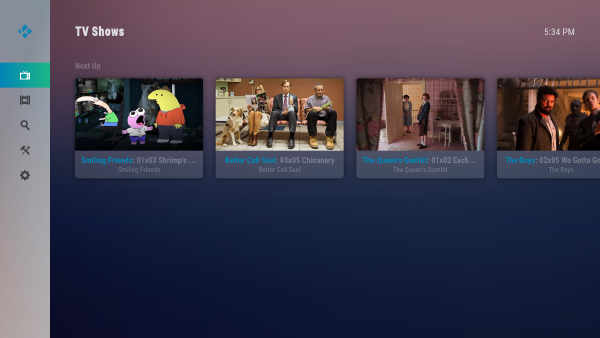 TV Shows
5:34 PM
Next Up
Smiling Friends: 01x03 Shrimp's ...
Smiling Friends
Better Call Saul: 03x05 Chicanery
Better Call Saul
The Queen's Gambit: 01x02 Exch...
The Queen's Gambit
The Boys: 02x05 We Gotta Go
The Boys